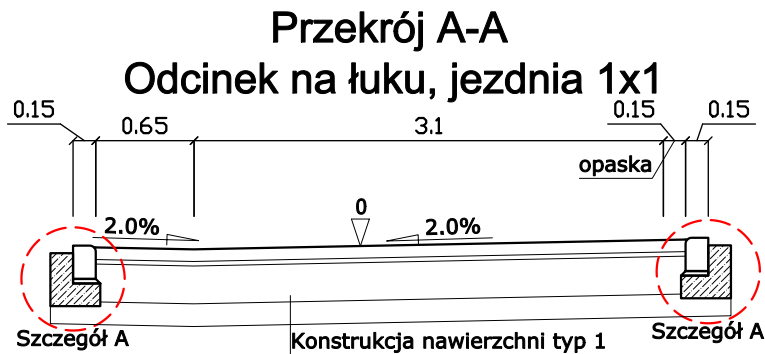 Przekrój A-A
Odcinek na łuku, jezdnia 1x1
0.15 0.65 3.1 0.15 0.15
opaska
0
2.0% 2.0%
Szczegół A Konstrukcja nawierzchni typ 1 Szczegół A